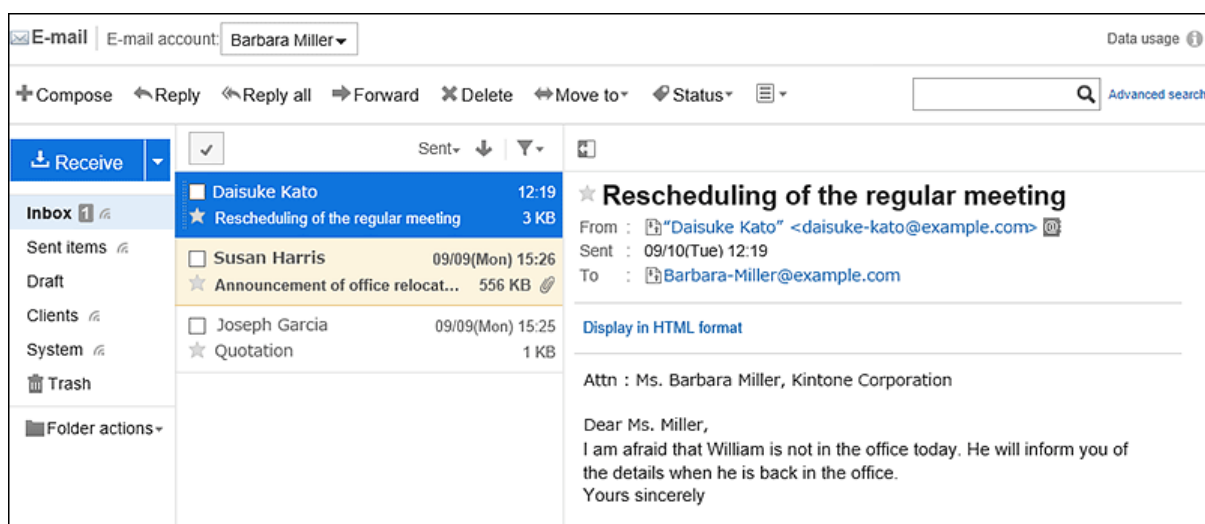 E-mail E-mail account: Barbara Miller Data usage
Compose Reply Reply all Forward Delete Move to Status Advanced search
Receive
Inbox 1
Sent items
Draft
Clients
System
Trash
Folder actions
Sent
Daisuke Kato 12:19
Rescheduling of the regular meeting 3 KB
Susan Harris 09/09(Mon) 15:26
Announcement of office relocat... 556 KB
Joseph Garcia 09/09(Mon) 15:25
Quotation 1 KB
Rescheduling of the regular meeting
From : "Daisuke Kato" <daisuke-kato@example.com>
Sent : 09/10(Tue) 12:19
To : Barbara-Miller@example.com
Display in HTML format
Attn : Ms. Barbara Miller, Kintone Corporation
Dear Ms. Miller,
I am afraid that William is not in the office today. He will inform you of
the details when he is back in the office.
Yours sincerely